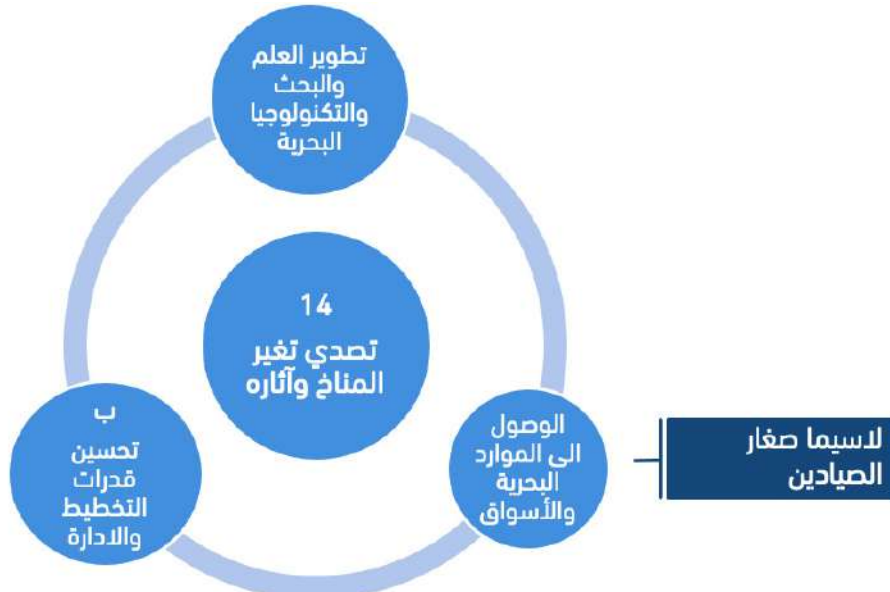 تطوير العلم
والبحث
والتكنولوجيا
البحرية
14
تصدي تغير
المناخ وآثاره
الوصول
الى الموارد
البحرية
والأسواق
لاسيما صغار
الصيادين
ب
تحسين
قدرات
التخطيط
والادارة